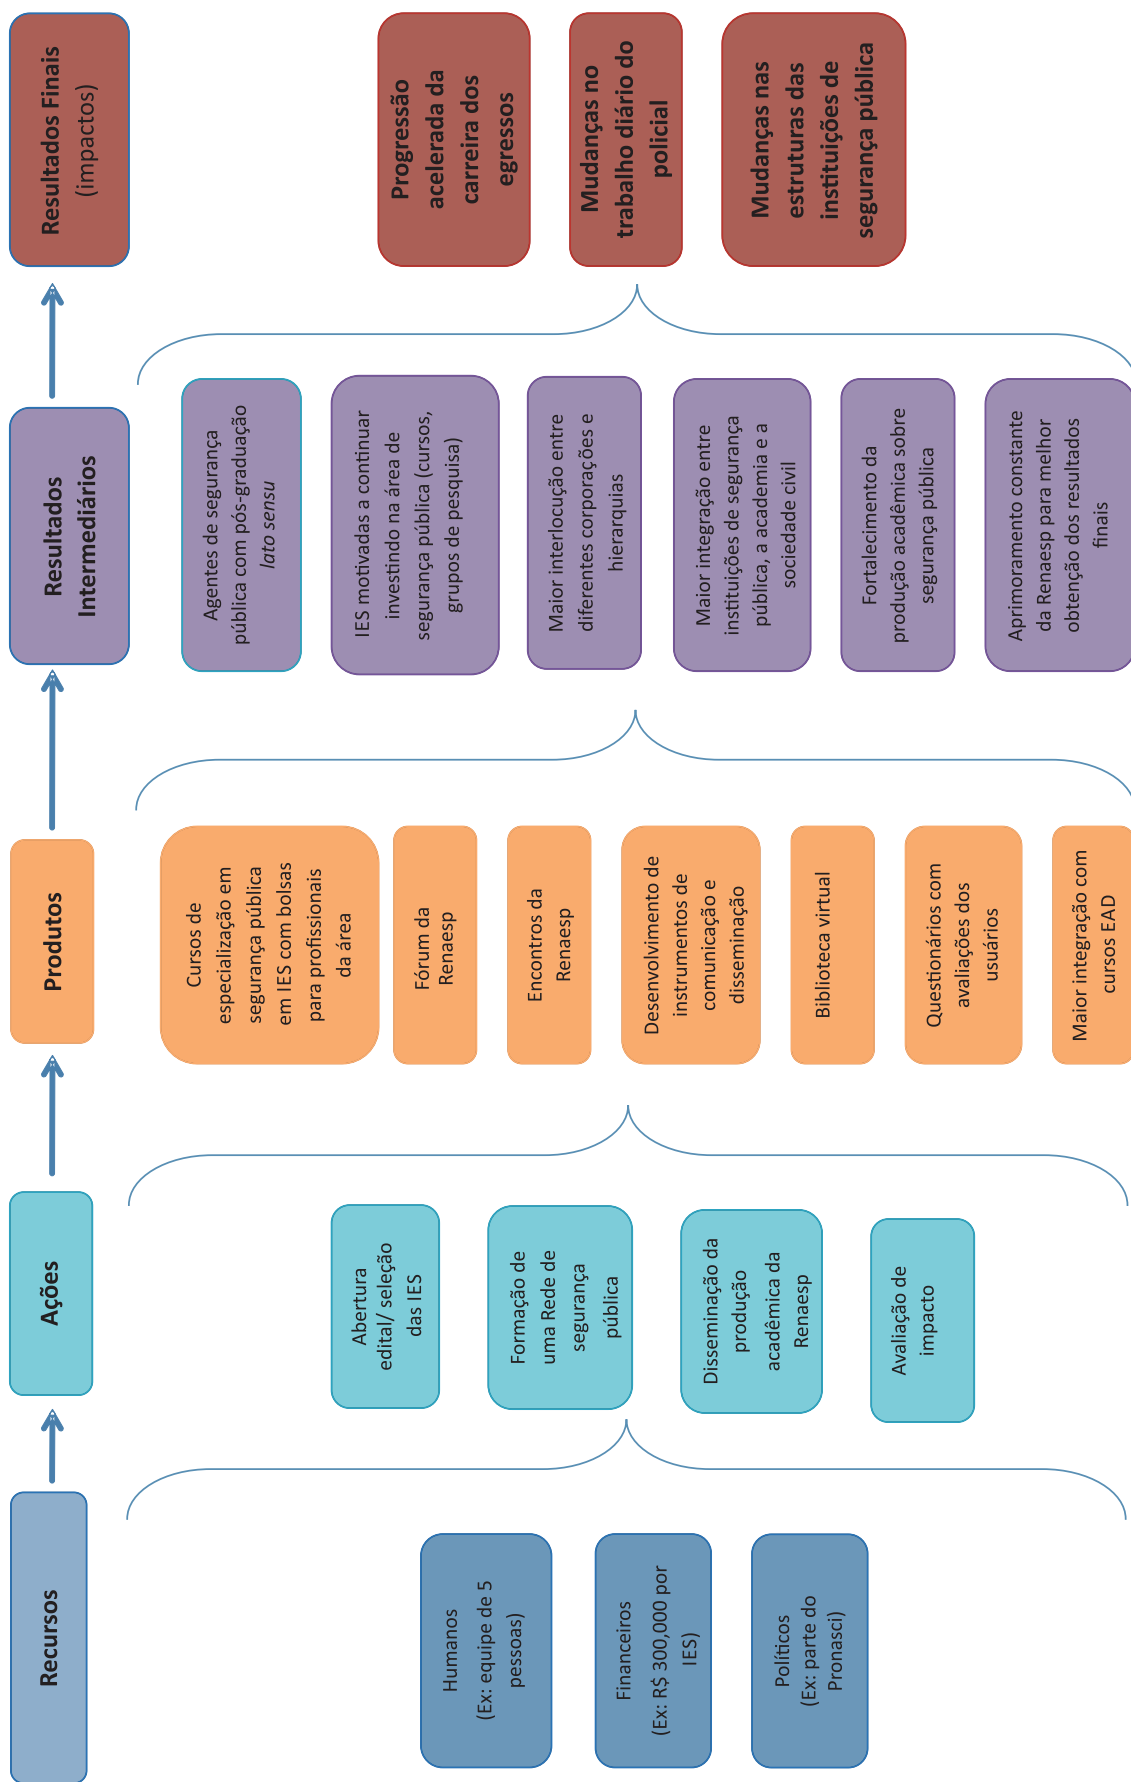 Recursos
Humanos
(Ex: equipe de 5
pessoas)
Financeiros
(Ex: R$ 300,000 por
IES)
Políticos
(Ex: parte do
Pronasci)
Ações
Abertura
edital/ seleção
das IES
Formação de
uma Rede de
segurança
pública
Disseminação da
produção
acadêmica da
Renaesp
Avaliação de
impacto
Produtos
Cursos de
especialização em
segurança pública
em IES com bolsas
para profissionais
da área
Fórum da
Renaesp
Encontros da
Renaesp
Desenvolvimento de
instrumentos de
comunicação e
disseminação
Biblioteca virtual
Questionários com
avaliações dos
usuários
Maior integração com
cursos EAD
Resultados
Intermediários
Agentes de segurança
pública com pós-graduação
lato sensu
IES motivadas a continuar
investindo na área de
segurança pública (cursos,
grupos de pesquisa)
Maior interlocução entre
diferentes corporações e
hierarquias
Maior integração entre
instituições de segurança
pública, a academia e a
sociedade civil
Fortalecimento da
produção acadêmica sobre
segurança pública
Aprimoramento constante
da Renaesp para melhor
obtenção dos resultados
finais
Resultados Finais
(impactos)
Progressão
acelerada da
carreira dos
egressos
Mudanças no
trabalho diário do
policial
Mudanças nas
estruturas das
instituições de
segurança pública